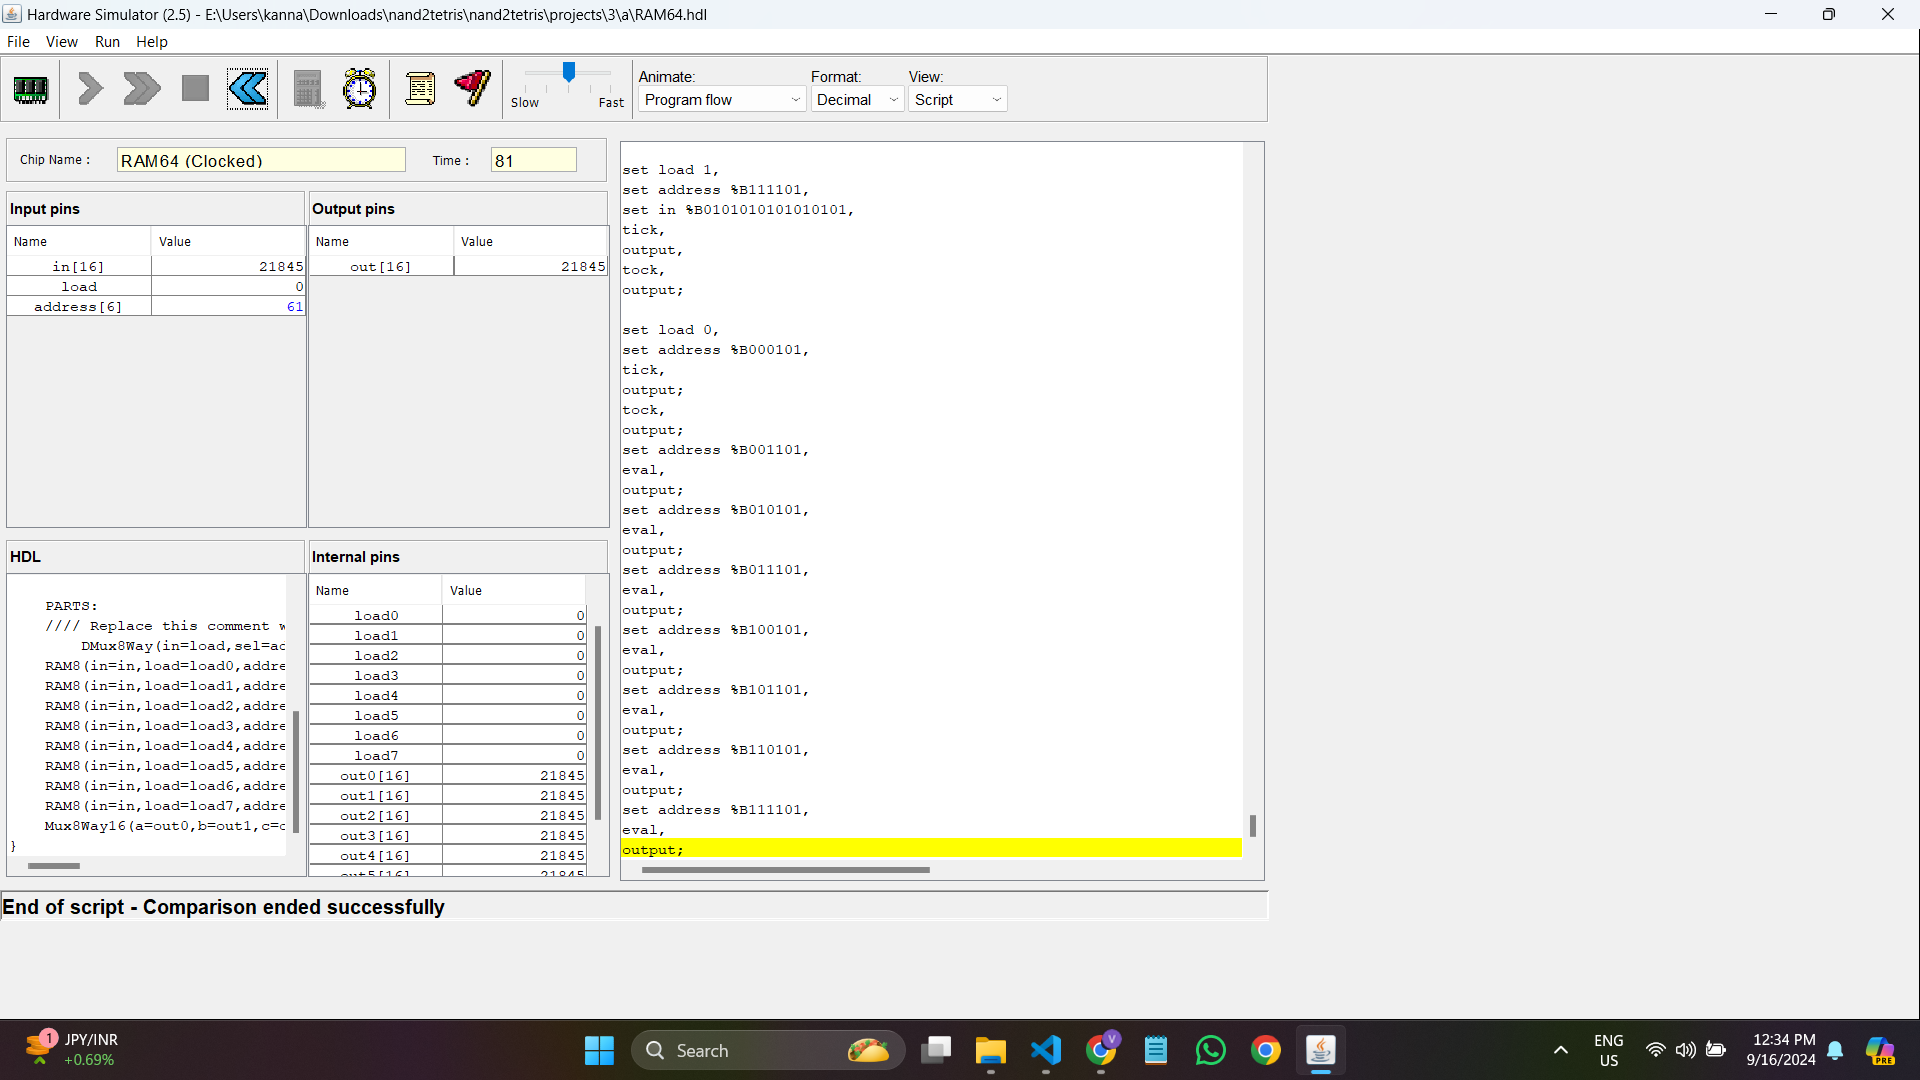 Hardware Simulator (2.5) - E:\Users\kanna\Downloads\nand2tetris\nand2tetris\projects\3\a\RAM64.hdl
File View Run Help
Slow Fast
Animate: Format: View:
Program flow Decimal Script
Chip Name : RAM64 (Clocked) Time : 81
Input pins
Name Value
in[16] 21845
load 0
address[6] 61
Output pins
Name Value
out[16] 21845
HDL
PARTS:
//// Replace this comment w
DMux8Way(in=load,sel=ac
RAM8(in=in,load=load0,addre
RAM8(in=in,load=load1,addre
RAM8(in=in,load=load2,addre
RAM8(in=in,load=load3,addre
RAM8(in=in,load=load4,addre
RAM8(in=in,load=load5,addre
RAM8(in=in,load=load6,addre
RAM8(in=in,load=load7,addre
Mux8Way16(a=out0,b=out1,c=c
}
Internal pins
Name Value
load0 0
load1 0
load2 0
load3 0
load4 0
load5 0
load6 0
load7 0
out0[16] 21845
out1[16] 21845
out2[16] 21845
out3[16] 21845
out4[16] 21845
out5[16] 21845
set load 1,
set address %B111101,
set in %B0101010101010101,
tick,
output,
tock,
output;
set load 0,
set address %B000101,
tick,
output;
tock,
output;
set address %B001101,
eval,
output;
set address %B010101,
eval,
output;
set address %B011101,
eval,
output;
set address %B100101,
eval,
output;
set address %B101101,
eval,
output;
set address %B110101,
eval,
output;
set address %B111101,
eval,
output;
End of script - Comparison ended successfully
1
JPY/INR
+0.69%
Search
V
ENG
US
12:34 PM
9/16/2024
PRE